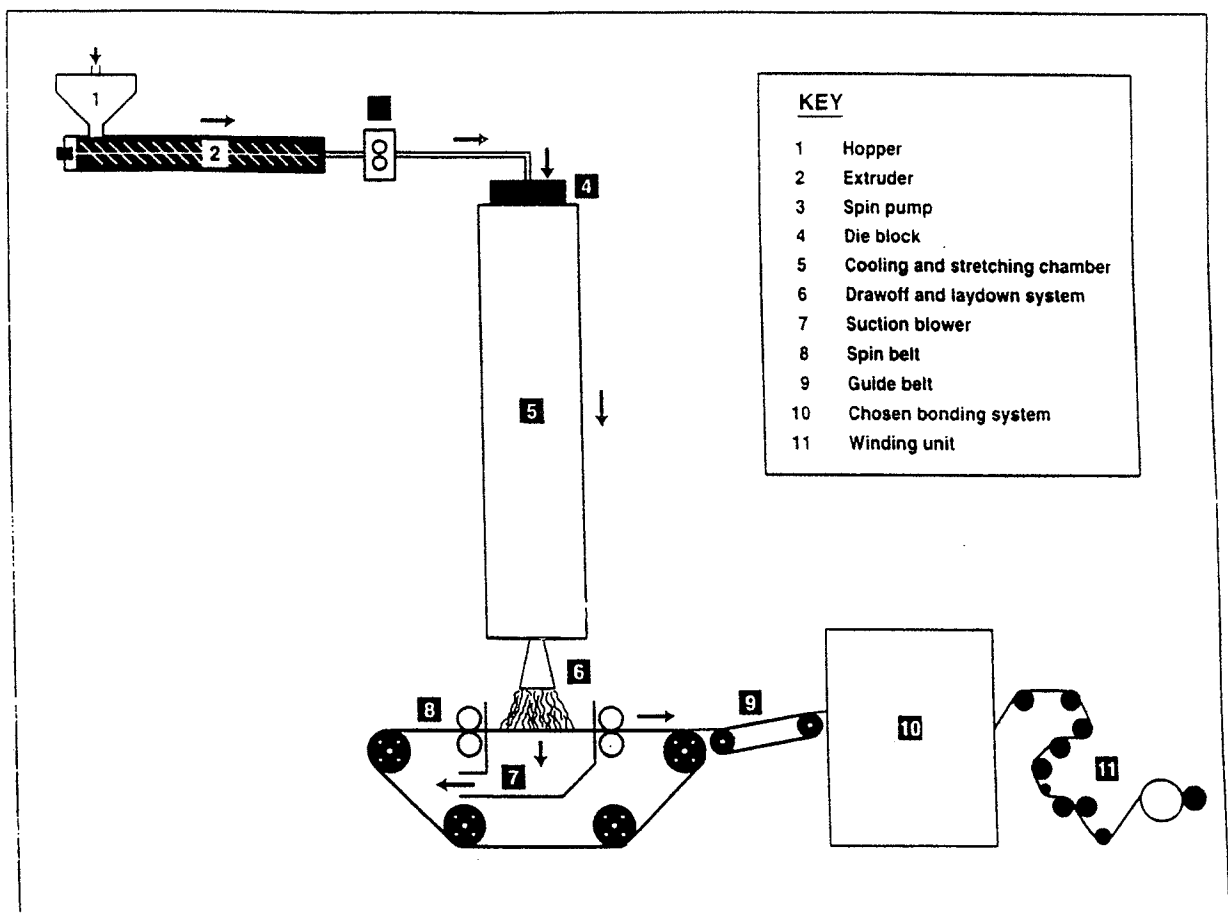 1
2
4
5
6
7
8
9
10
11
KEY
1 Hopper
2 Extruder
3 Spin pump
4 Die block
5 Cooling and stretching chamber
6 Drawoff and laydown system
7 Suction blower
8 Spin belt
9 Guide belt
10 Chosen bonding system
11 Winding unit